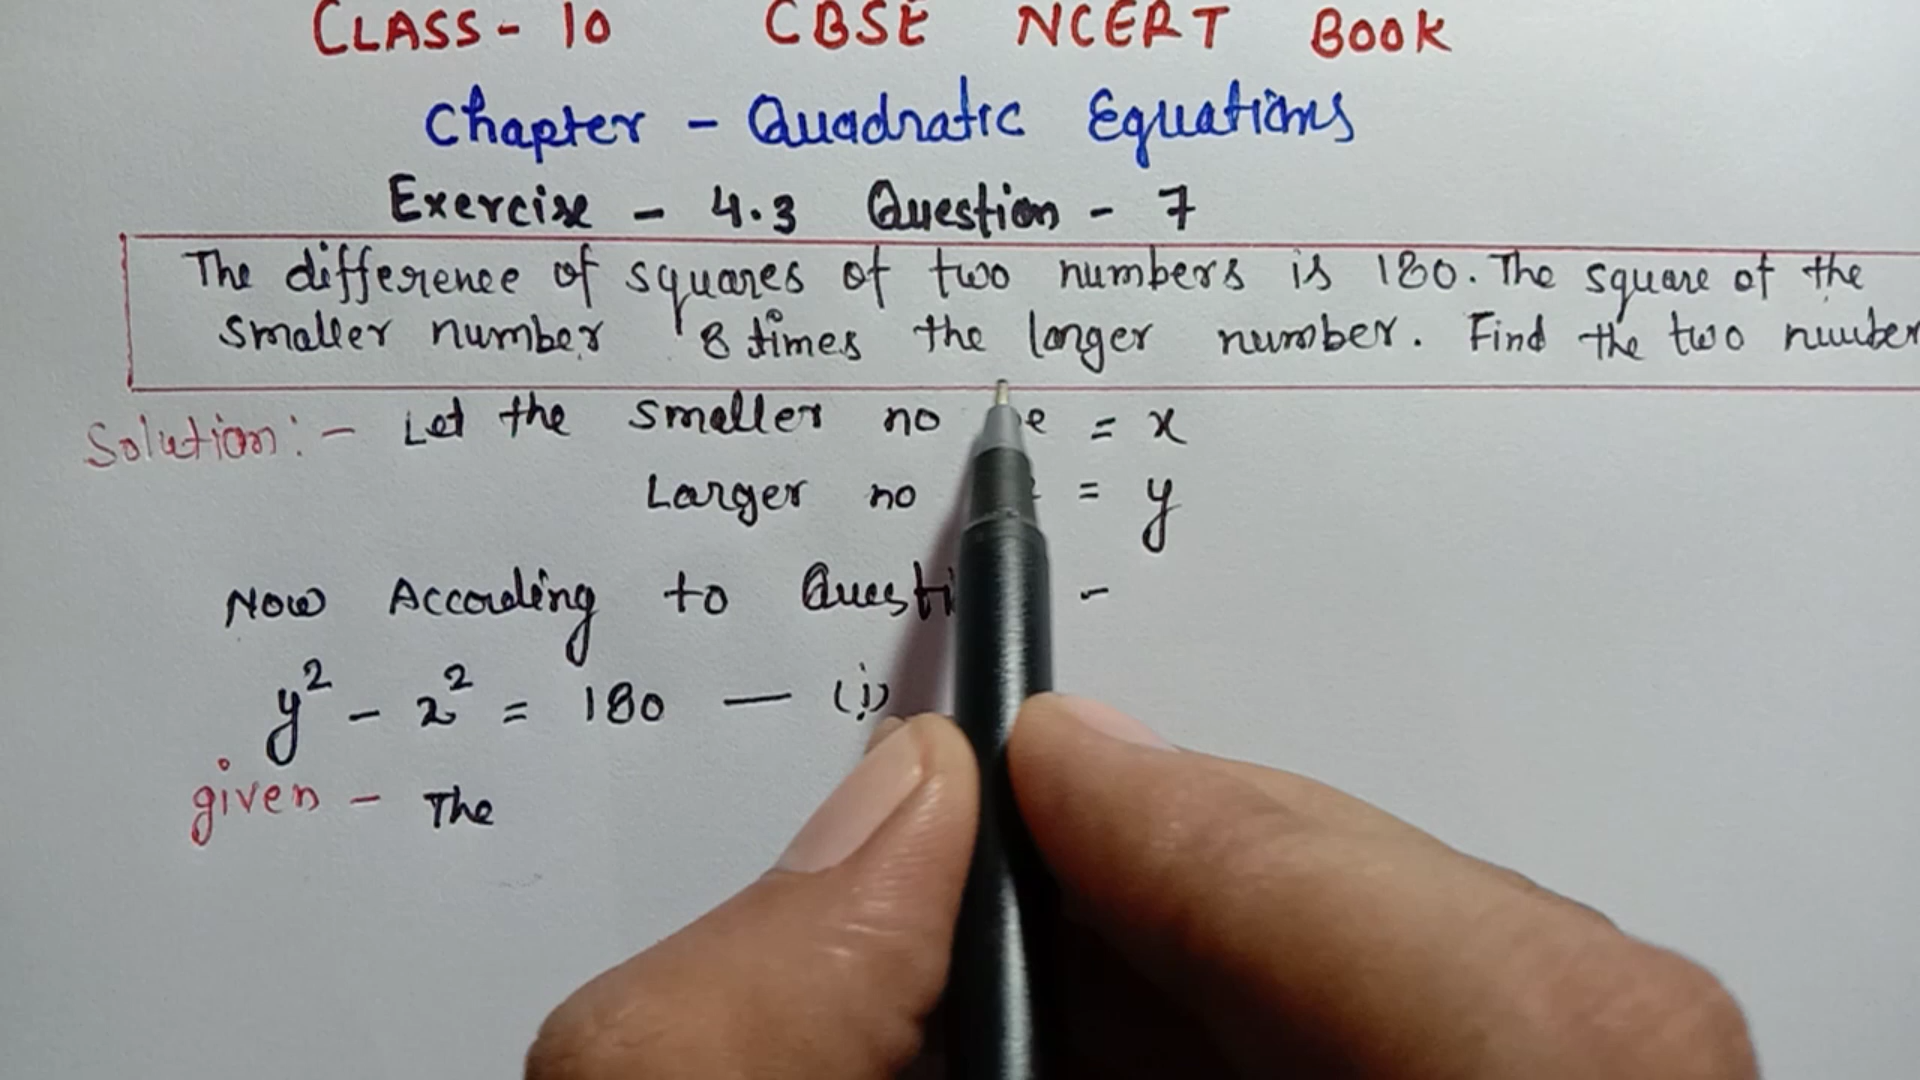 CLASS - 10 CBSE NCERT BOOK
Chapter - Quadratic Equations
Exercise - 4.3 Question - 7
The difference of squares of two numbers is 180. The square of the
smaller number is 8 times the larger number. Find the two number
Solution:- Let the smaller no = x
Larger no = y
Now According to -
y² - x² = 180 — (i)
given - The